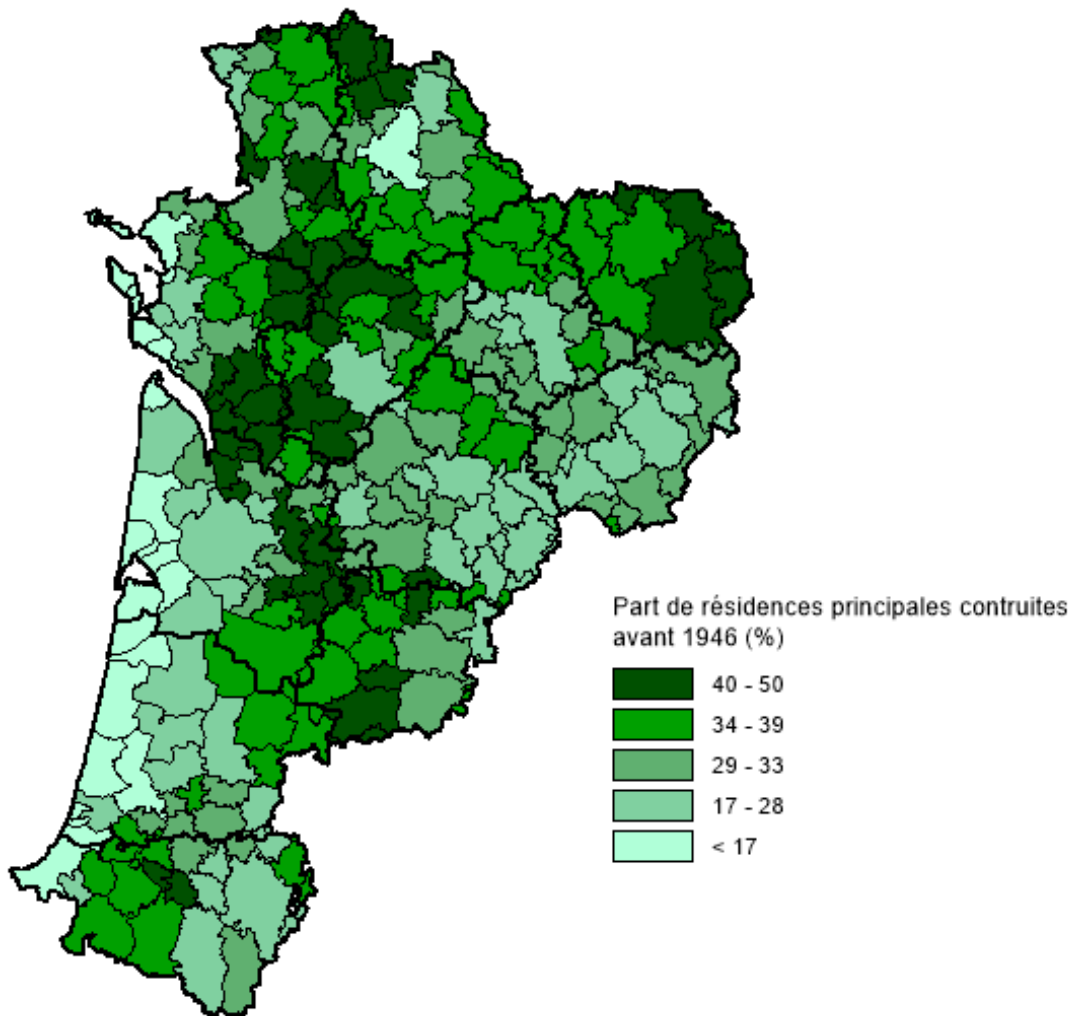 Part de résidences principales contruites
avant 1946 (%)
40 - 50
34 - 39
29 - 33
17 - 28
< 17